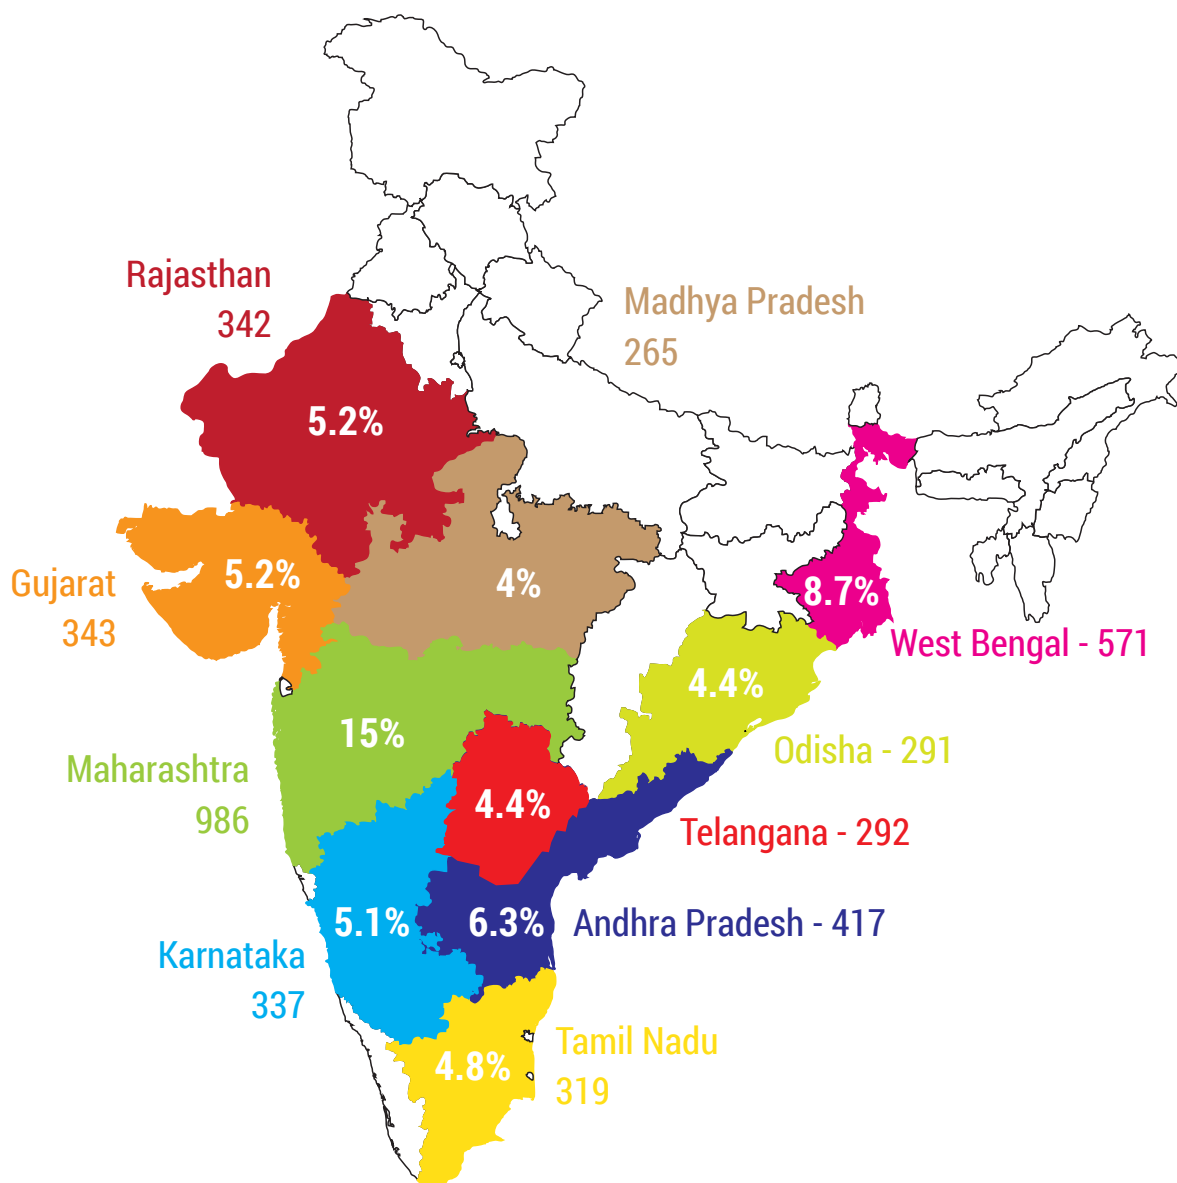 Rajasthan
342
Madhya Pradesh
265
5.2%
Gujarat
343
5.2%
4%
8.7%
West Bengal - 571
4.4%
Odisha - 291
Maharashtra
986
15%
4.4%
Telangana - 292
5.1%
6.3%
Andhra Pradesh - 417
Karnataka
337
Tamil Nadu
319
4.8%